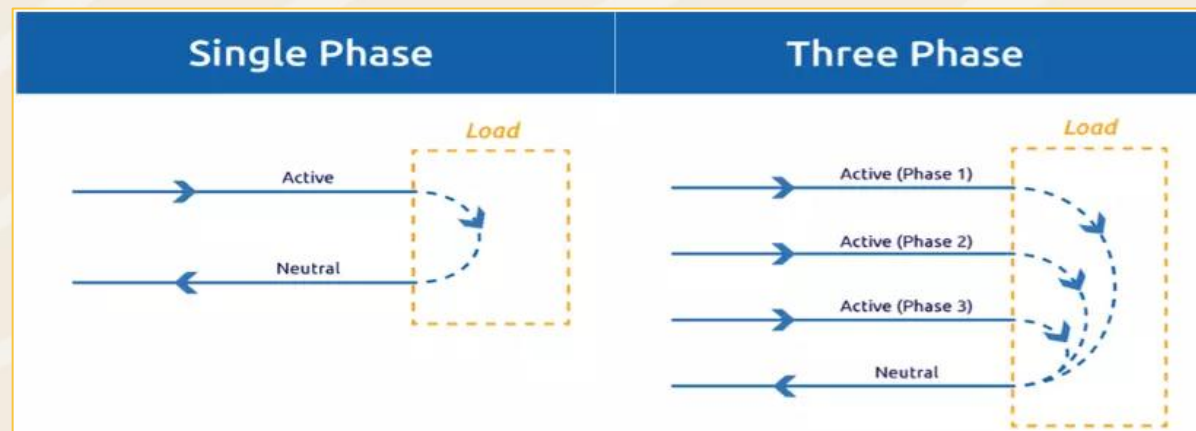 Single Phase
Load
Active
Neutral
Three Phase
Load
Active (Phase 1)
Active (Phase 2)
Active (Phase 3)
Neutral